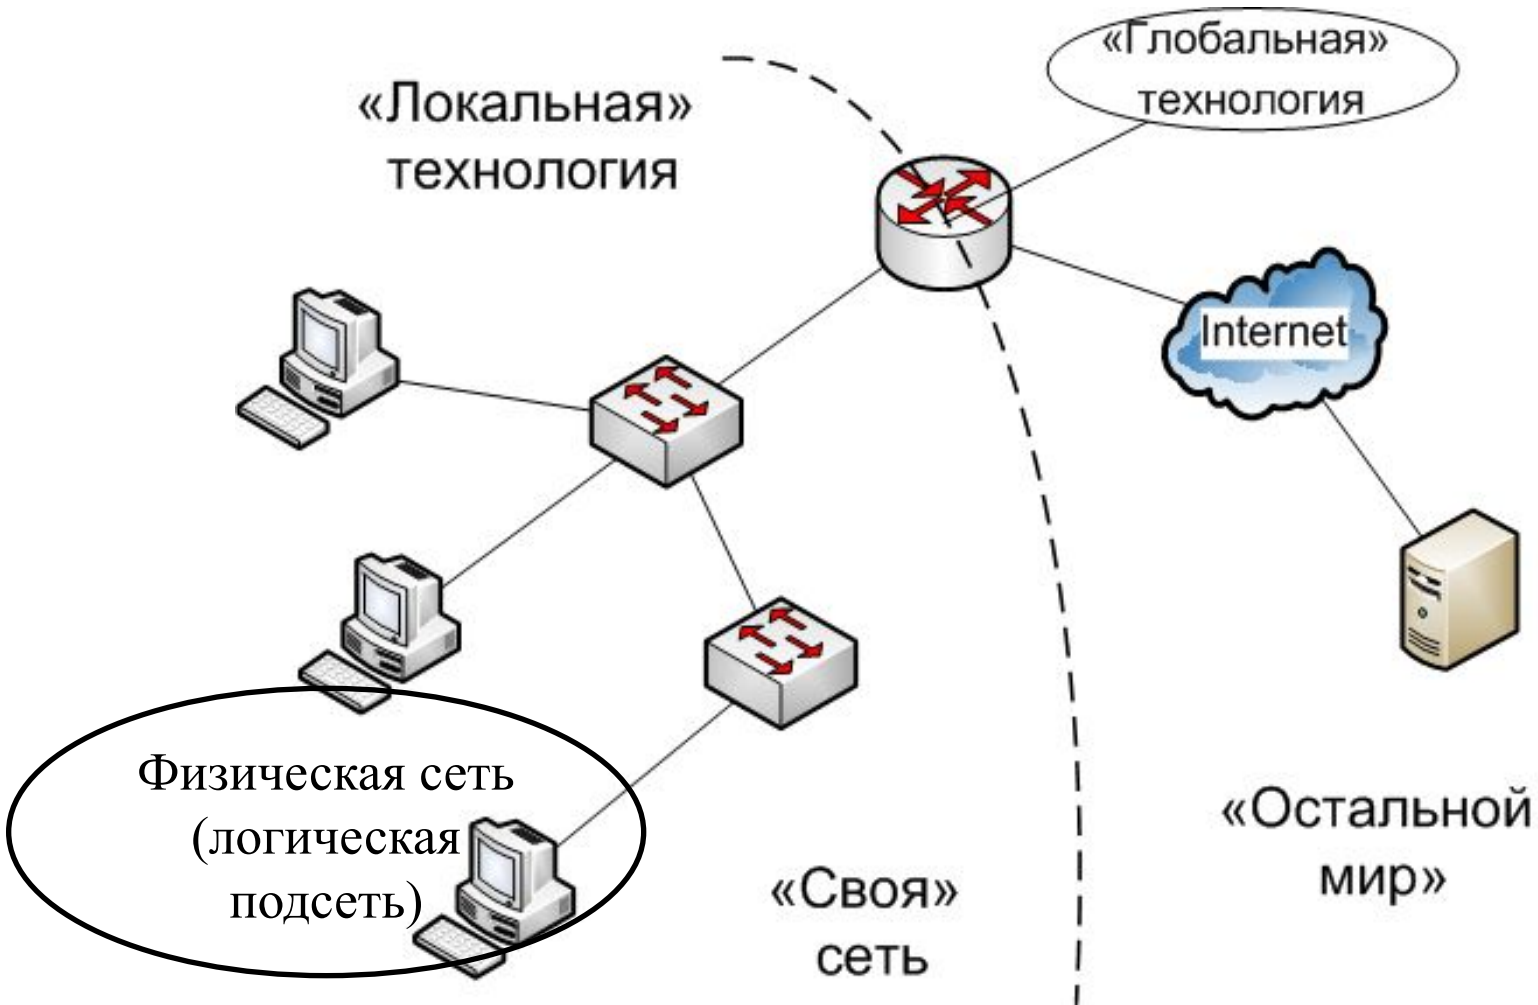 «Глобальная»
технология
«Локальная»
технология
Internet
Физическая сеть
(логическая
подсеть)
«Своя»
сеть
«Остальной
мир»